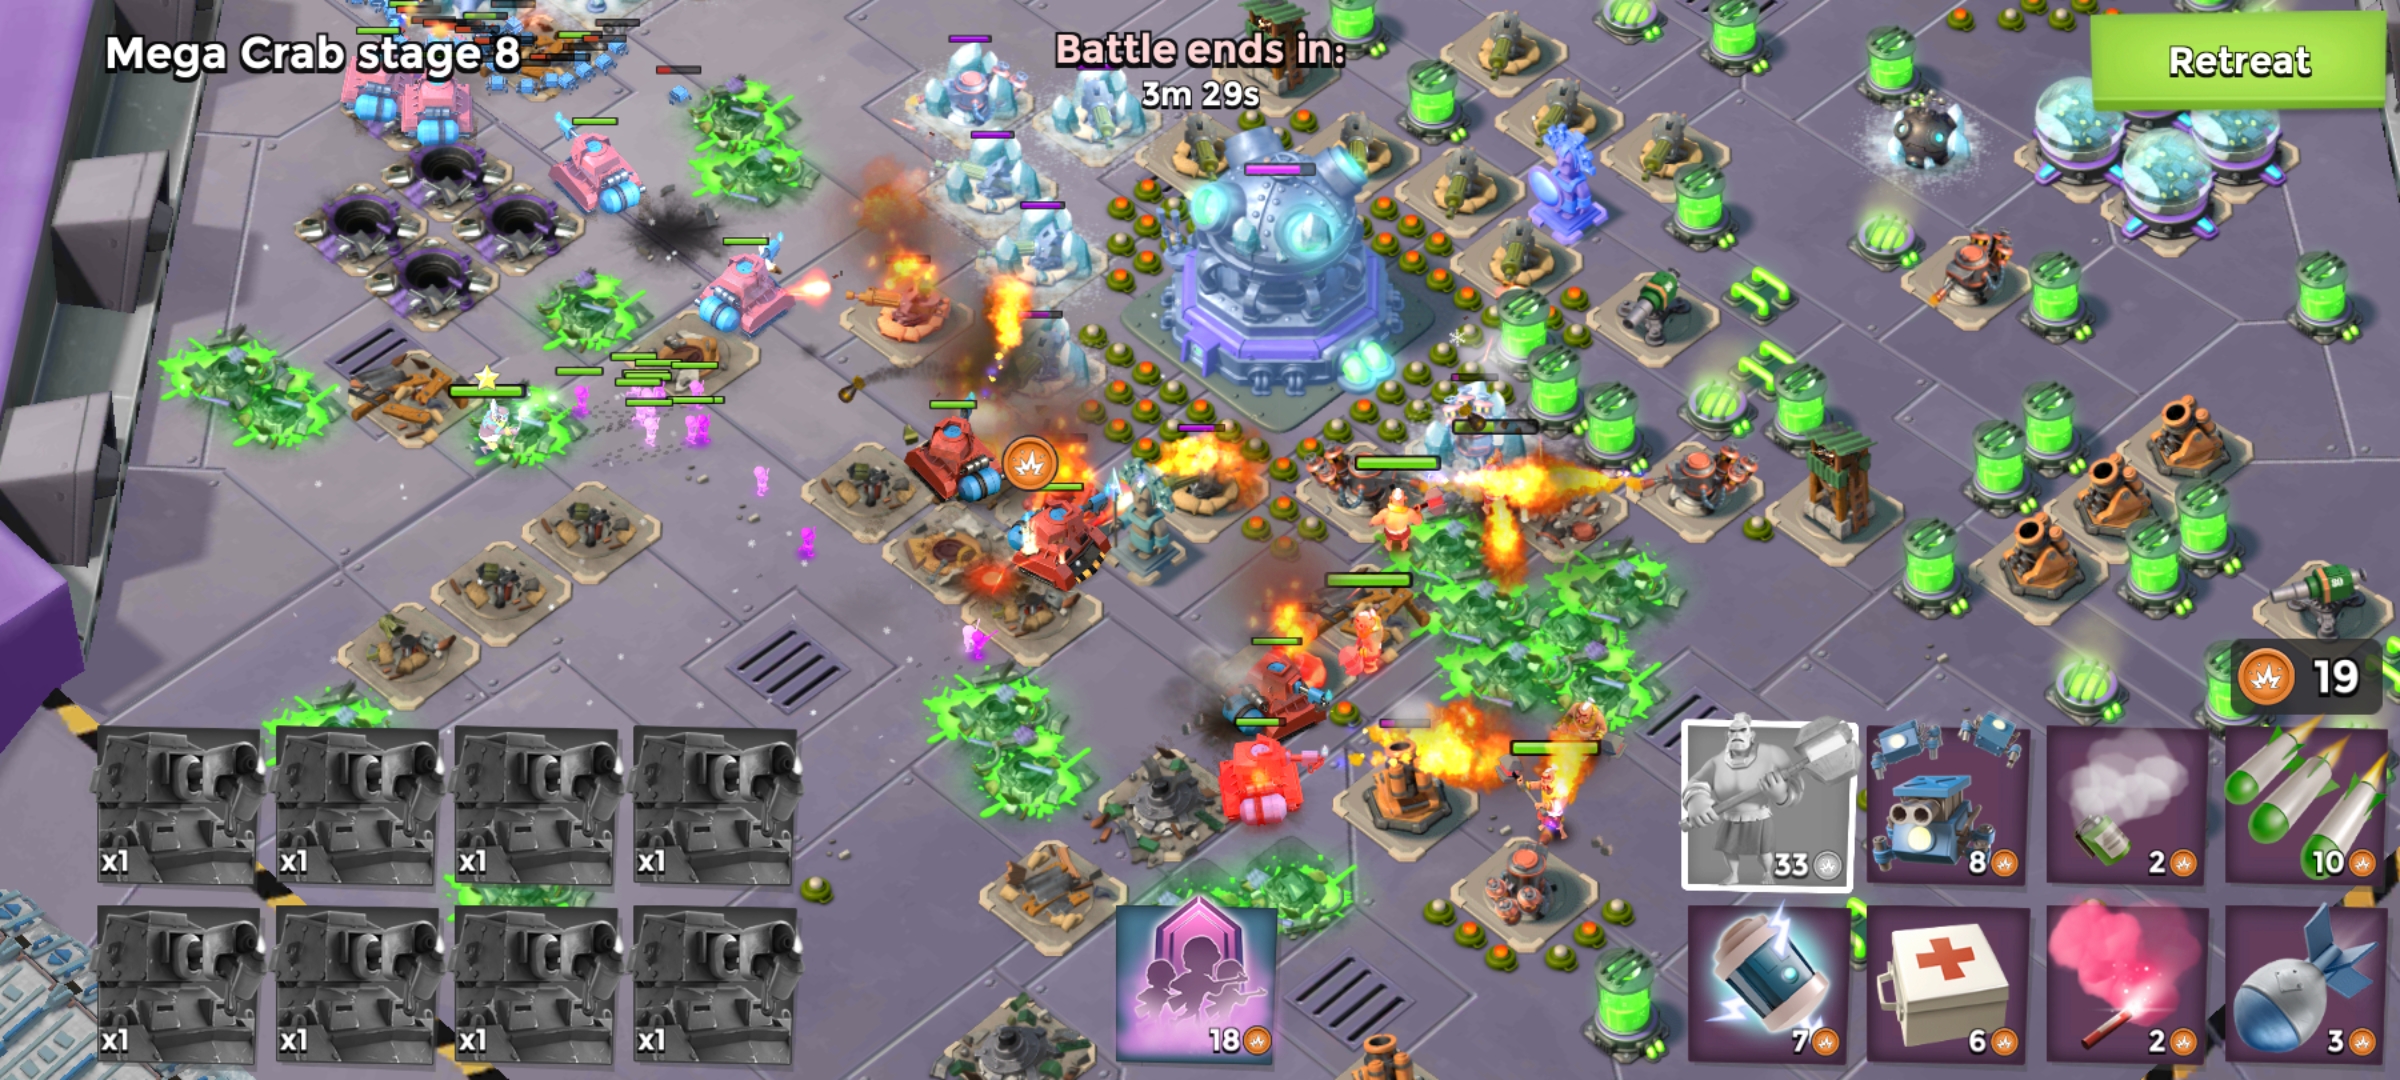 Mega Crab stage 8
Battle ends in:
3m 29s
Retreat
19
x1
x1
x1
x1
33
8
2
10
x1
x1
x1
x1
18
7
6
2
3